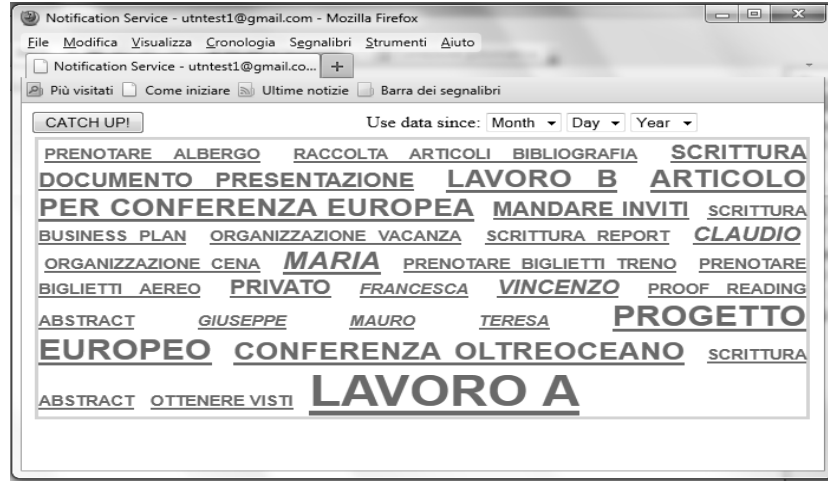 Notification Service - utntest1@gmail.com - Mozilla Firefox
File Modifica Visualizza Cronologia Segnalibri Strumenti Aiuto
Notification Service - utntest1@gmail.co...
Più visitati Come iniziare Ultime notizie Barra dei segnalibri
CATCH UP! Use data since: Month Day Year
PRENOTARE ALBERGO RACCOLTA ARTICOLI BIBLIOGRAFIA SCRITTURA
DOCUMENTO PRESENTAZIONE LAVORO B ARTICOLO
PER CONFERENZA EUROPEA MANDARE INVITI SCRITTURA
BUSINESS PLAN ORGANIZZAZIONE VACANZA SCRITTURA REPORT CLAUDIO
ORGANIZZAZIONE CENA MARIA PRENOTARE BIGLIETTI TRENO PRENOTARE
BIGLIETTI AEREO PRIVATO FRANCESCA VINCENZO PROOF READING
ABSTRACT GIUSEPPE MAURO TERESA PROGETTO
EUROPEO CONFERENZA OLTREOCEANO SCRITTURA
ABSTRACT OTTENERE VISTI LAVORO A